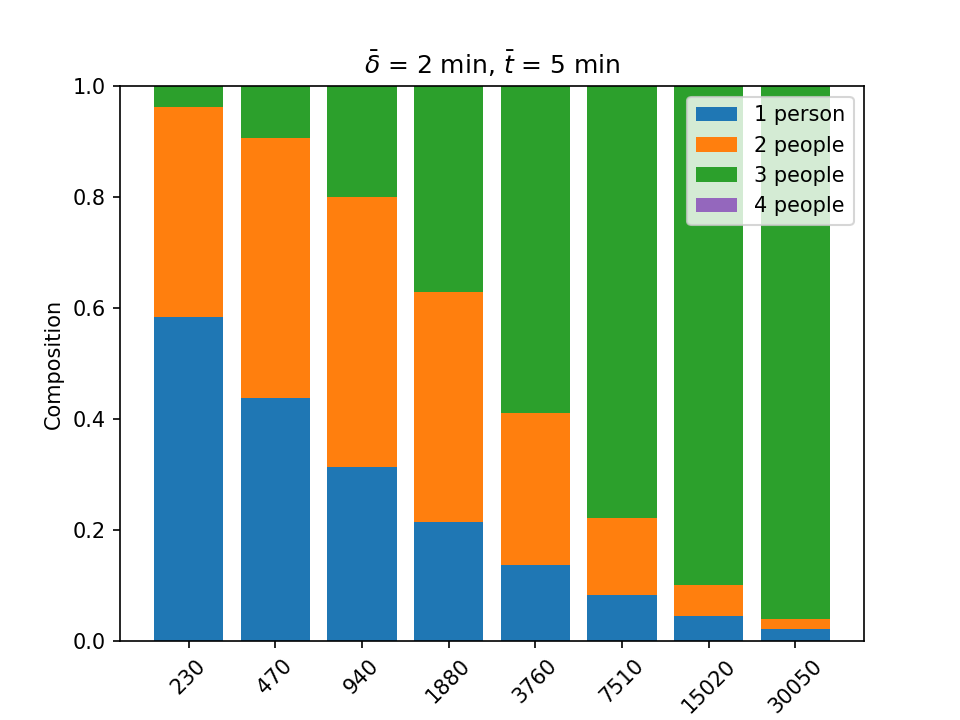 δ̄ = 2 min, t̄ = 5 min
1.0
0.8
0.6
0.4
0.2
0.0
Composition
1 person
2 people
3 people
4 people
230
470
940
1880
3760
7510
15020
30050